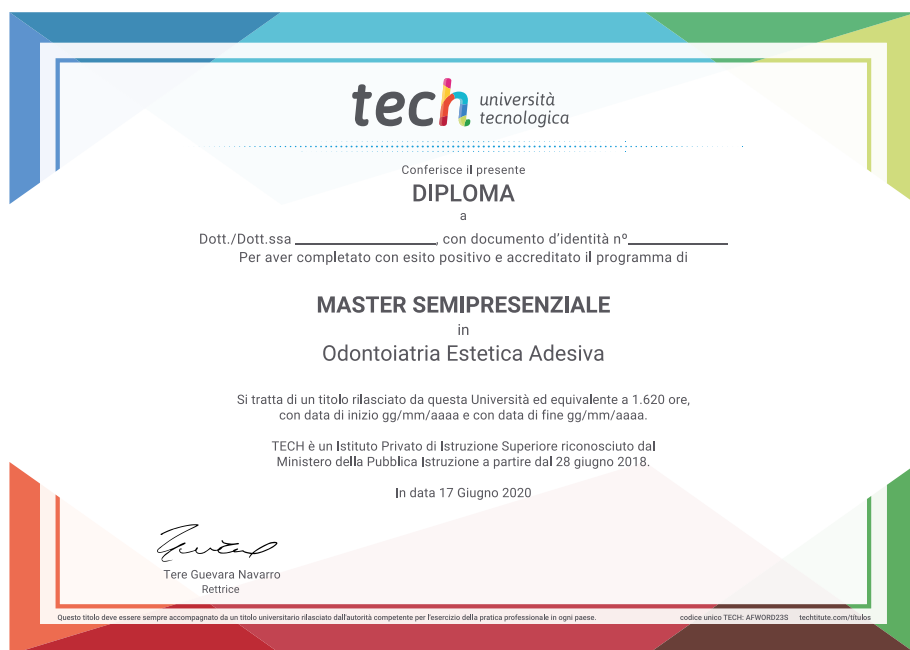 tech università
tecnologica
Conferisce il presente
DIPLOMA
a
Dott./Dott.ssa ________________, con documento d'identità nº___________
Per aver completato con esito positivo e accreditato il programma di
MASTER SEMIPRESENZIALE
in
Odontoiatria Estetica Adesiva
Si tratta di un titolo rilasciato da questa Università ed equivalente a 1.620 ore,
con data di inizio gg/mm/aaaa e con data di fine gg/mm/aaaa.
TECH è un Istituto Privato di Istruzione Superiore riconosciuto dal
Ministero della Pubblica Istruzione a partire dal 28 giugno 2018.
In data 17 Giugno 2020
Tere Guevara Navarro
Rettrice
Questo titolo deve essere sempre accompagnato da un titolo universitario rilasciato dall'autorità competente per l'esercizio della pratica professionale in ogni paese. codice unico TECH: AFWORD23S techtitute.com/títulos